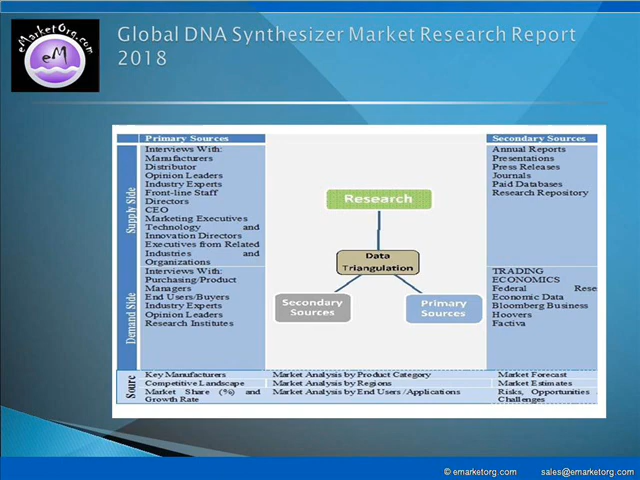 eMarketOrg.com
eM
Global DNA Synthesizer Market Research Report
2018
Primary Sources
Secondary Sources
Supply Side
Interviews With:
Manufacturers
Distributor
Opinion Leaders
Industry Experts
Front-line Staff
Directors
CEO
Marketing Executives
Technology and
Innovation Directors
Executives from Related
Industries and
Organizations
Annual Reports
Presentations
Press Releases
Journals
Paid Databases
Research Repository
Research
Data
Triangulation
Secondary
Sources
Primary
Sources
Demand Side
Interviews With:
Purchasing/Product
Managers
End Users/Buyers
Industry Experts
Opinion Leaders
Research Institutes
TRADING
ECONOMICS
Federal Rese
Economic Data
Bloomberg Business
Hoovers
Factiva
Sourc
Key Manufacturers
Competitive Landscape
Market Share (%) and
Growth Rate
Market Analysis by Product Category
Market Analysis by Regions
Market Analysis by End Users /Applications
Market Forecast
Market Estimates
Risks, Opportunities
Challenges
© emarketorg.com sales@emarketorg.com